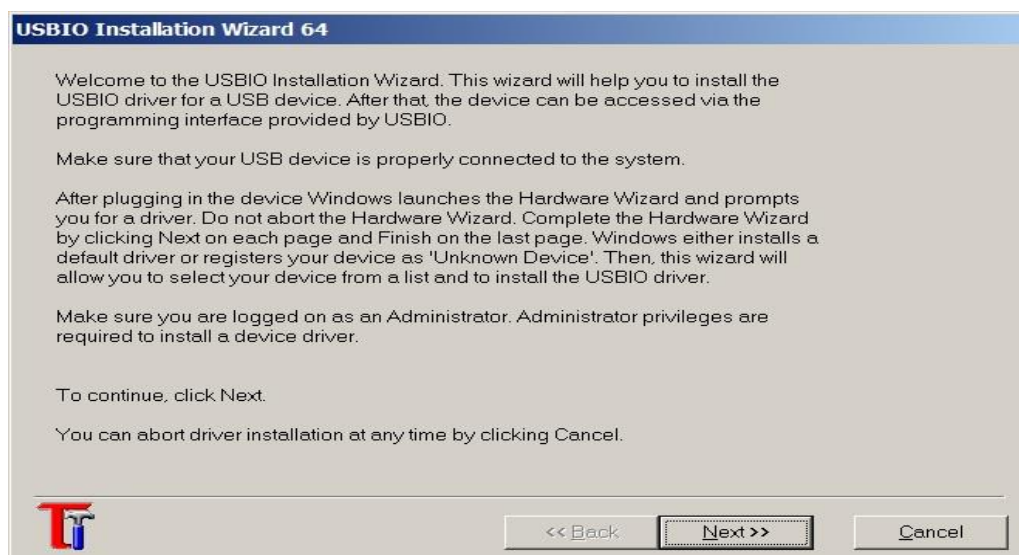 USBIO Installation Wizard 64
Welcome to the USBIO Installation Wizard. This wizard will help you to install the
USBIO driver for a USB device. After that, the device can be accessed via the
programming interface provided by USBIO.
Make sure that your USB device is properly connected to the system.
After plugging in the device Windows launches the Hardware Wizard and prompts
you for a driver. Do not abort the Hardware Wizard. Complete the Hardware Wizard
by clicking Next on each page and Finish on the last page. Windows either installs a
default driver or registers your device as 'Unknown Device'. Then, this wizard will
allow you to select your device from a list and to install the USBIO driver.
Make sure you are logged on as an Administrator. Administrator privileges are
required to install a device driver.
To continue, click Next.
You can abort driver installation at any time by clicking Cancel.
<< Back
Next >>
Cancel